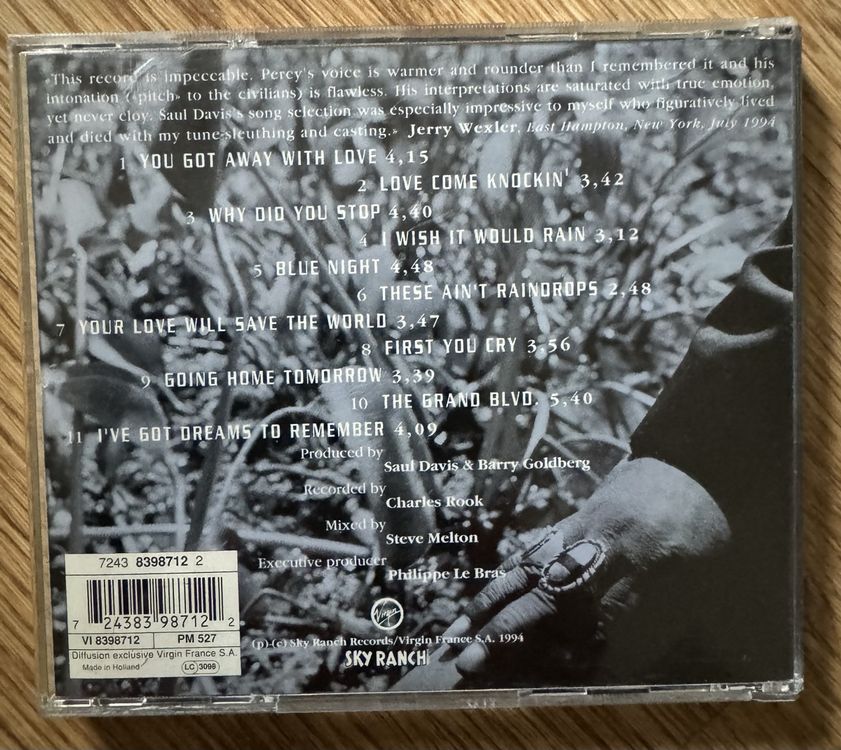 «This record is impeccable. Percy's voice is warmer and rounder than I remembered it and his
intonation («pitch» to the civilians) is flawless. His interpretations are saturated with true emotion,
yet never cloy. Saul Davis's song selection was especially impressive to myself who figuratively lived
and died with my tune-sleuthing and casting.» Jerry Wexler, East Hampton, New York, July 1994
1 YOU GOT AWAY WITH LOVE 4,15
2 LOVE COME KNOCKIN' 3,42
3 WHY DID YOU STOP 4,40
4 I WISH IT WOULD RAIN 3,12
5 BLUE NIGHT 4,48
6 THESE AIN'T RAINDROPS 2,48
7 YOUR LOVE WILL SAVE THE WORLD 3,47
8 FIRST YOU CRY 3,56
9 GOING HOME TOMORROW 3,39
10 THE GRAND BLVD. 5,40
11 I'VE GOT DREAMS TO REMEMBER 4,09
Produced by
Saul Davis & Barry Goldberg
Recorded by
Charles Rook
Mixed by
Steve Melton
Executive producer
Philippe Le Bras
7243 8398712 2
7 24383 98712 2
VI 8398712 PM 527
Diffusion exclusive Virgin France S.A.
Made in Holland LC 3098
Virgin
(p)-(c) Sky Ranch Records/Virgin France S.A. 1994
SKY RANCH